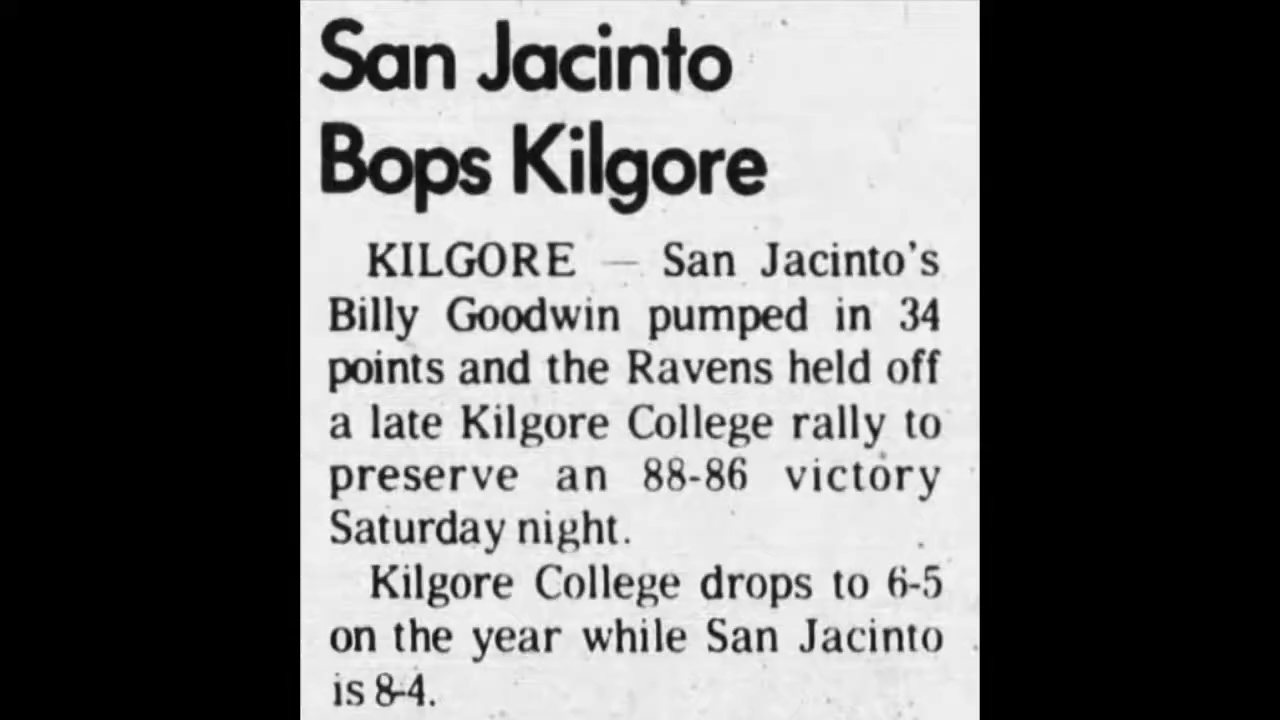 San Jacinto
Bops Kilgore
KILGORE — San Jacinto's
Billy Goodwin pumped in 34
points and the Ravens held off
a late Kilgore College rally to
preserve an 88-86 victory
Saturday night.
Kilgore College drops to 6-5
on the year while San Jacinto
is 8-4.